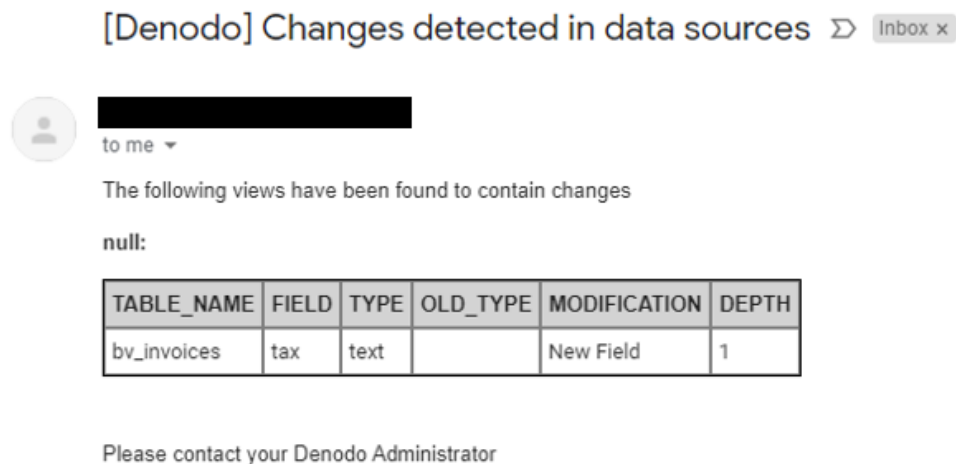 [Denodo] Changes detected in data sources Inbox x
to me
The following views have been found to contain changes
null:
TABLE_NAME FIELD TYPE OLD_TYPE MODIFICATION DEPTH
bv_invoices tax text New Field 1
Please contact your Denodo Administrator